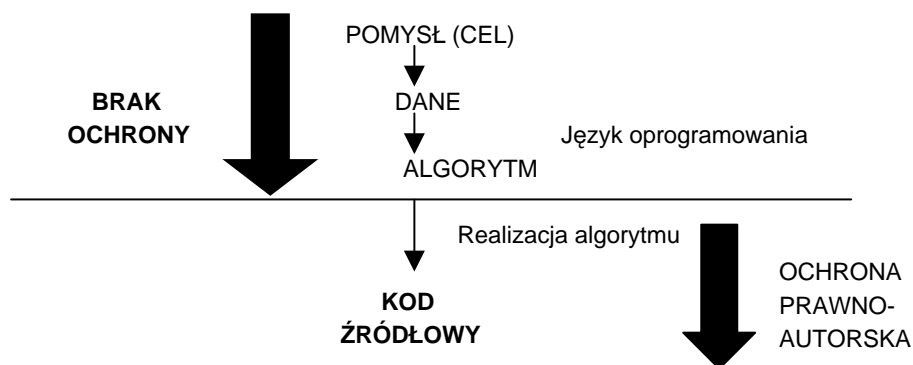 POMYSŁ (CEL)
BRAK
OCHRONY
DANE
Język oprogramowania
ALGORYTM
Realizacja algorytmu
KOD
ŹRÓDŁOWY
OCHRONA
PRAWNO-
AUTORSKA